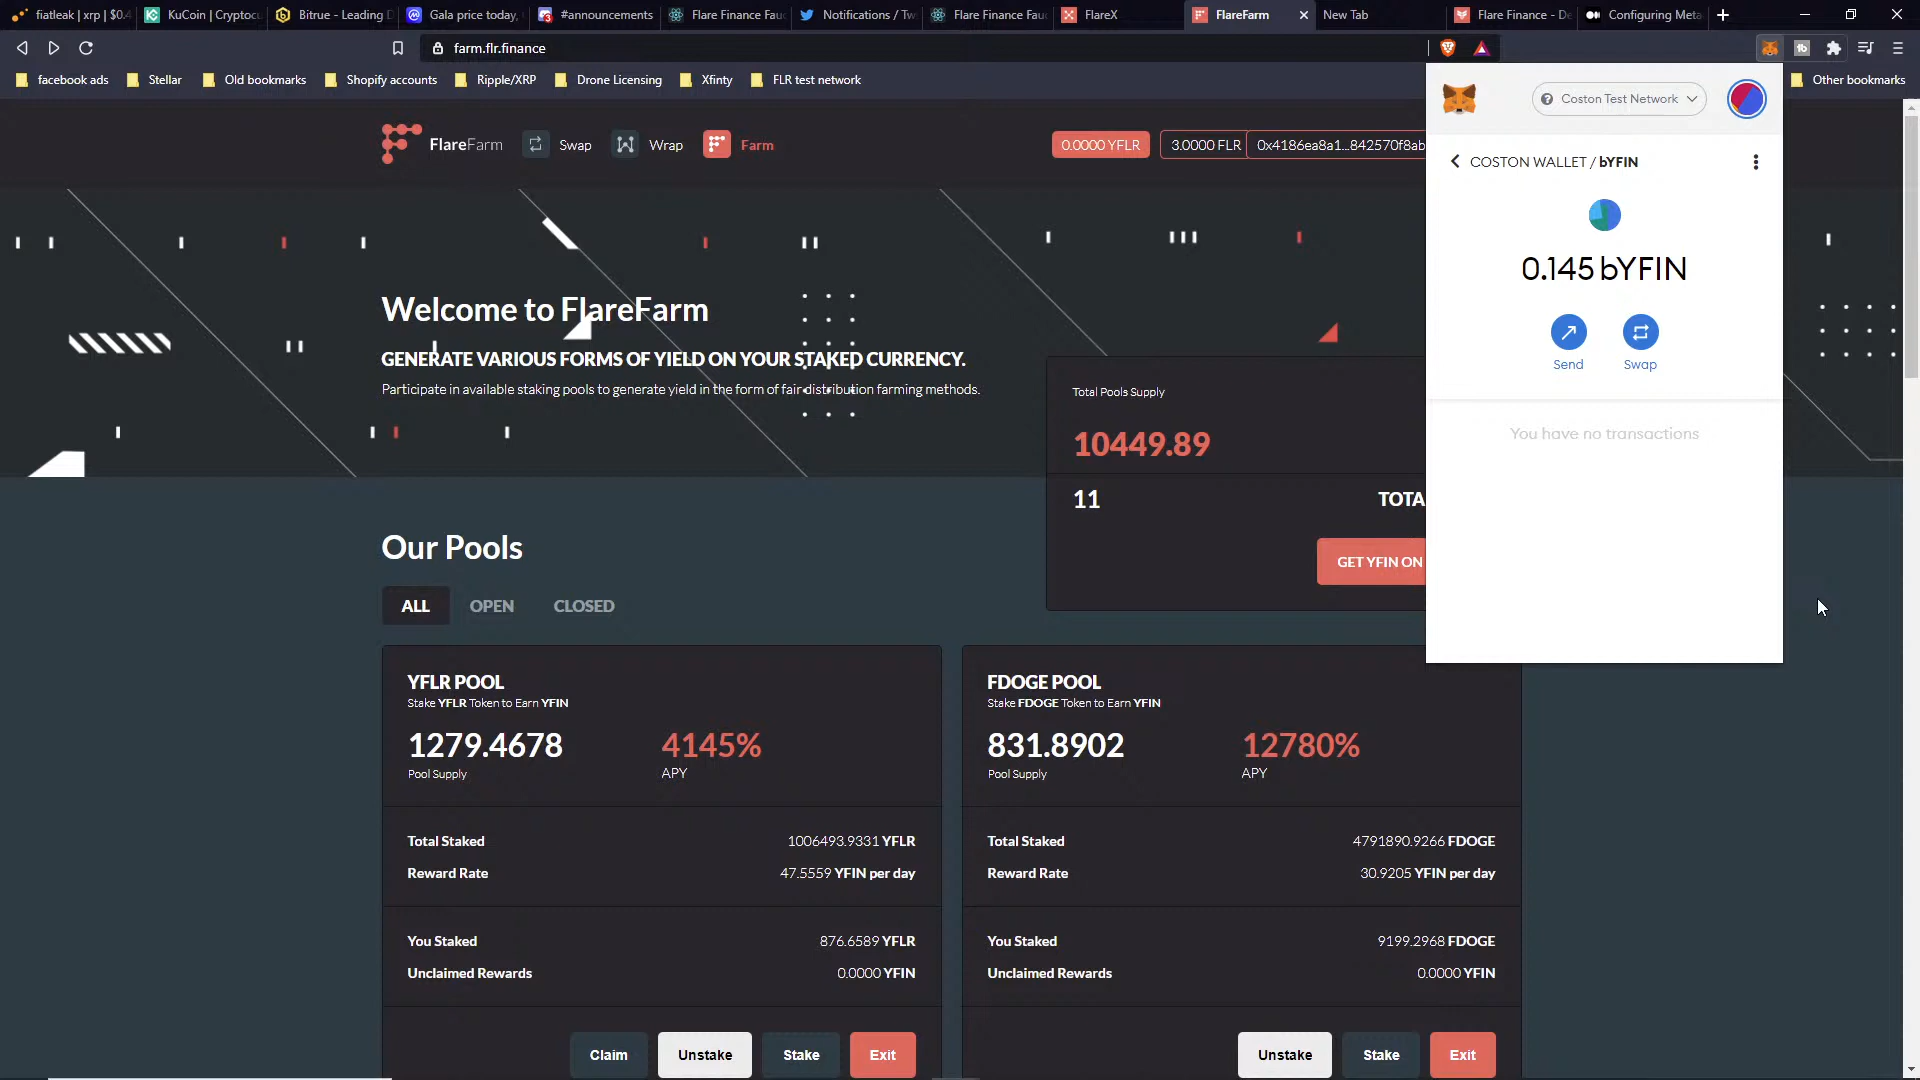 fiatleak | xrp | $0.4
KuCoin | Cryptocu
Bitrue - Leading D
Gala price today,
#announcements
Flare Finance Fauc
Notifications / Tw
Flare Finance Fauc
FlareX
FlareFarm
New Tab
Flare Finance - De
Configuring Meta
farm.flr.finance
facebook ads
Stellar
Old bookmarks
Shopify accounts
Ripple/XRP
Drone Licensing
Xfinty
FLR test network
Other bookmarks
FlareFarm
Swap
Wrap
Farm
0.0000 YFLR
3.0000 FLR
0x4186ea8a1...842570f8ab
Coston Test Network
COSTON WALLET / bYFIN
0.145 bYFIN
Send
Swap
You have no transactions
Welcome to FlareFarm
GENERATE VARIOUS FORMS OF YIELD ON YOUR STAKED CURRENCY.
Participate in available staking pools to generate yield in the form of fair-distribution farming methods.
Total Pools Supply
10449.89
11
TOTA
GET YFIN ON
Our Pools
ALL
OPEN
CLOSED
YFLR POOL
Stake YFLR Token to Earn YFIN
1279.4678
Pool Supply
4145%
APY
Total Staked
1006493.9331 YFLR
Reward Rate
47.5559 YFIN per day
You Staked
876.6589 YFLR
Unclaimed Rewards
0.0000 YFIN
Claim
Unstake
Stake
Exit
FDOGE POOL
Stake FDOGE Token to Earn YFIN
831.8902
Pool Supply
12780%
APY
Total Staked
4791890.9266 FDOGE
Reward Rate
30.9205 YFIN per day
You Staked
9199.2968 FDOGE
Unclaimed Rewards
0.0000 YFIN
Unstake
Stake
Exit